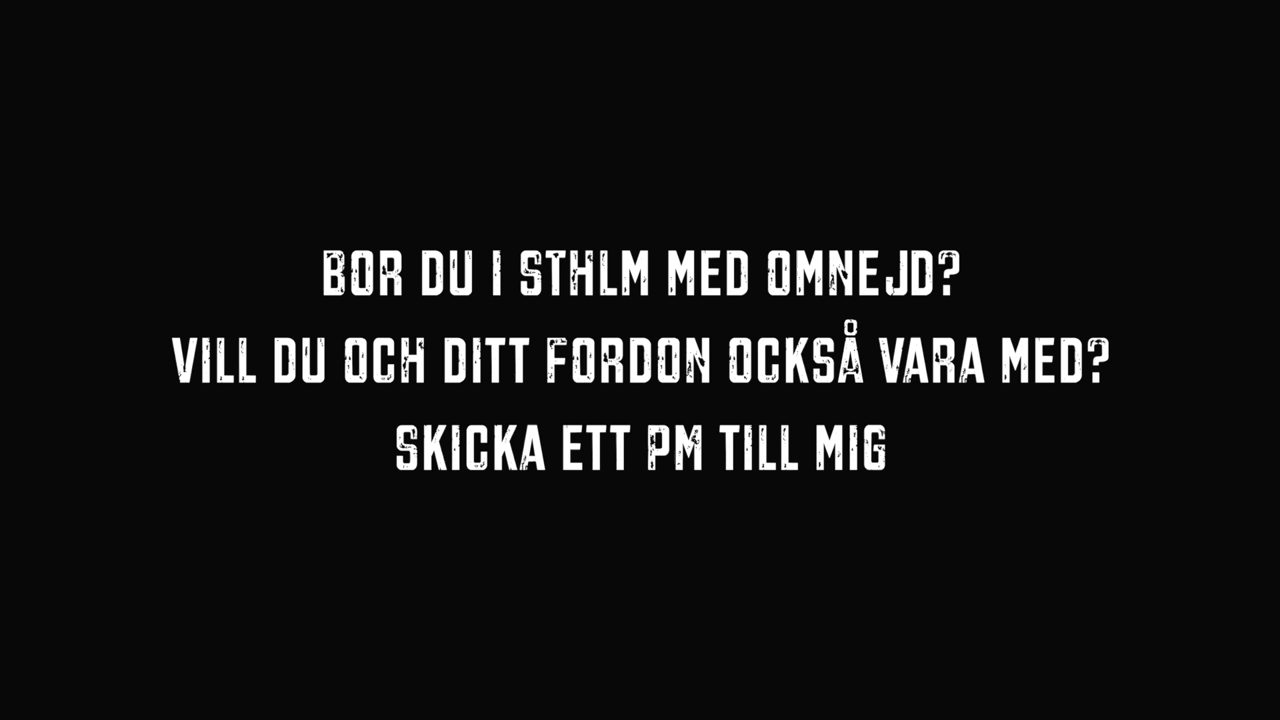 BOR DU I STHLM MED OMNEJD?
VILL DU OCH DITT FORDON OCKSÅ VARA MED?
SKICKA ETT PM TILL MIG